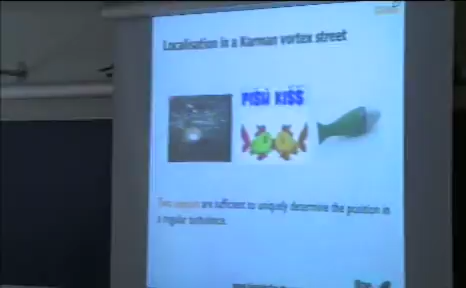 Localisation in a Karman vortex street
FISH KISS
Two sensors are sufficient to uniquely determine the position in
a regular turbulence.